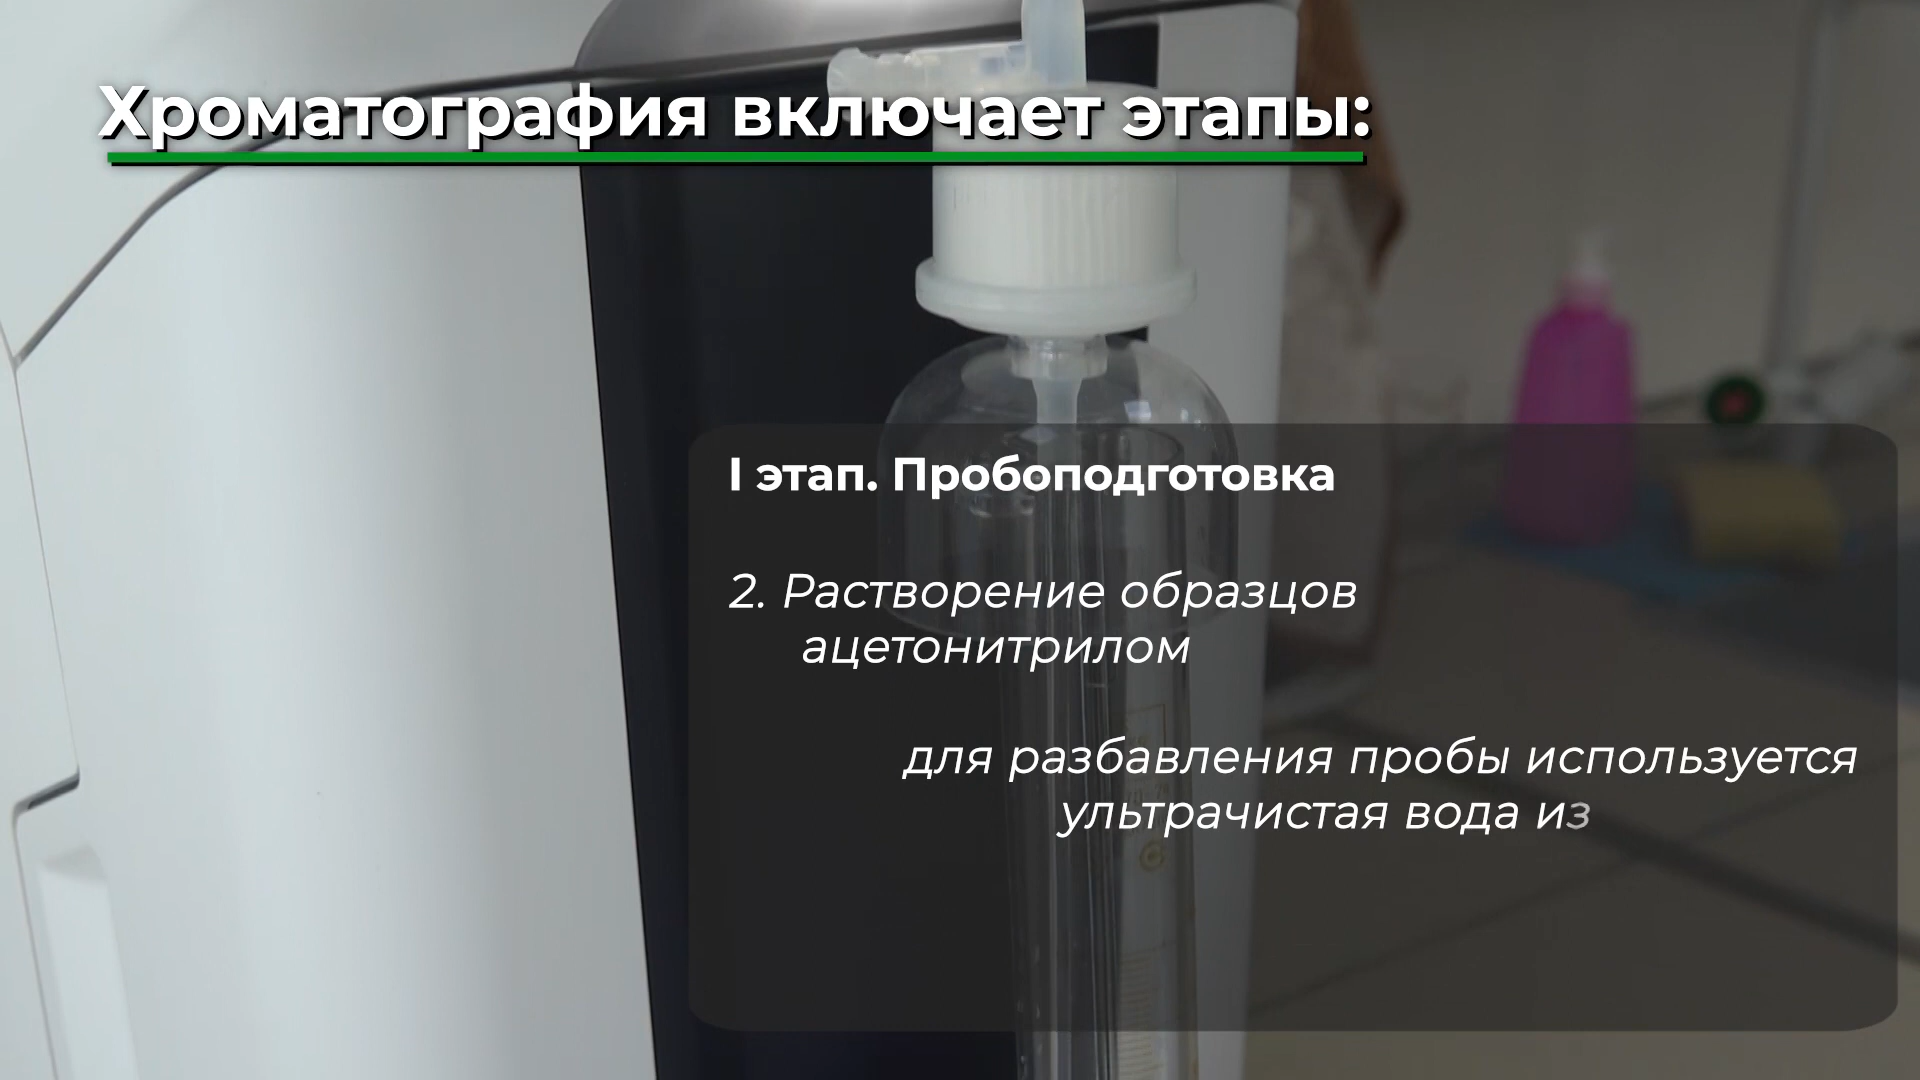 Хроматография включает этапы:
I этап. Пробоподготовка
2. Растворение образцов
ацетонитрилом
для разбавления пробы используется
ультрачистая вода из